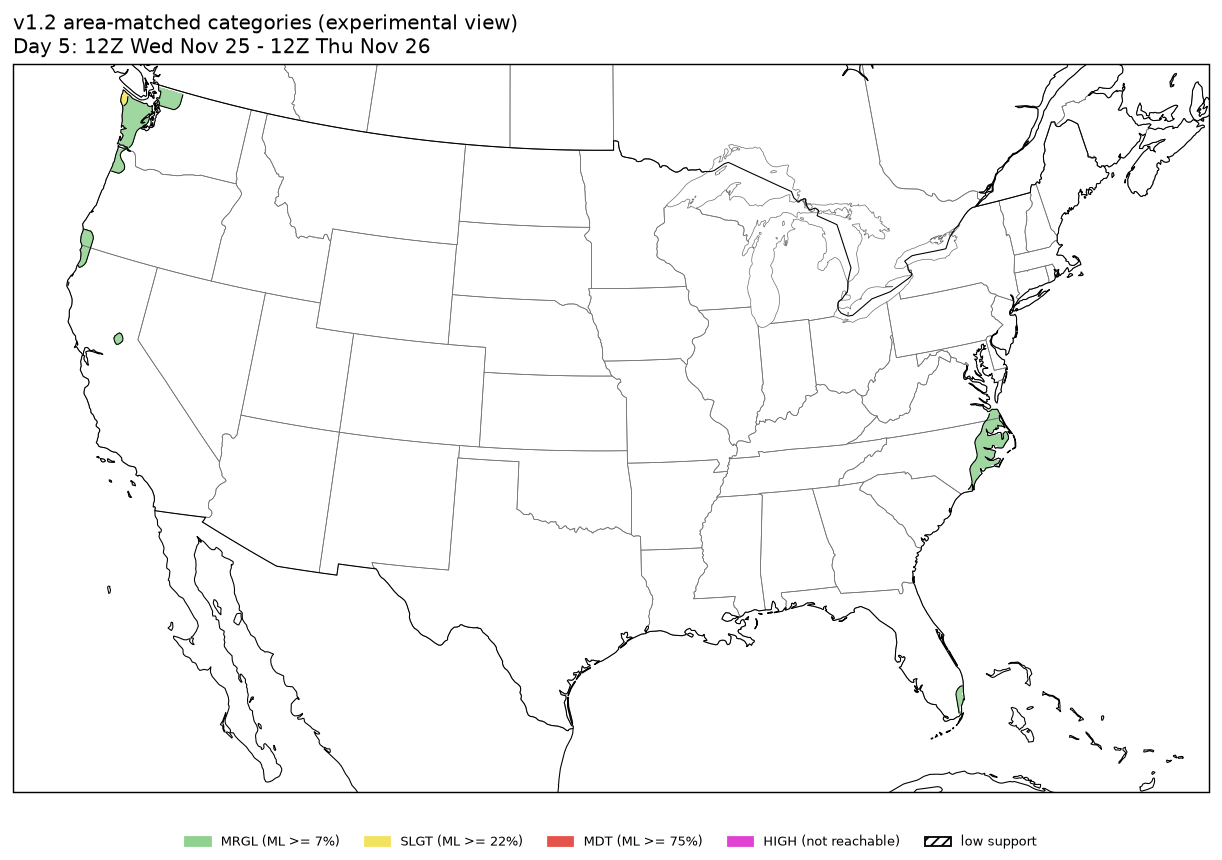 v1.2 area-matched categories (experimental view)
Day 5: 12Z Wed Nov 25 - 12Z Thu Nov 26
MRGL (ML >= 7%) SLGT (ML >= 22%) MDT (ML >= 75%) HIGH (not reachable) low support